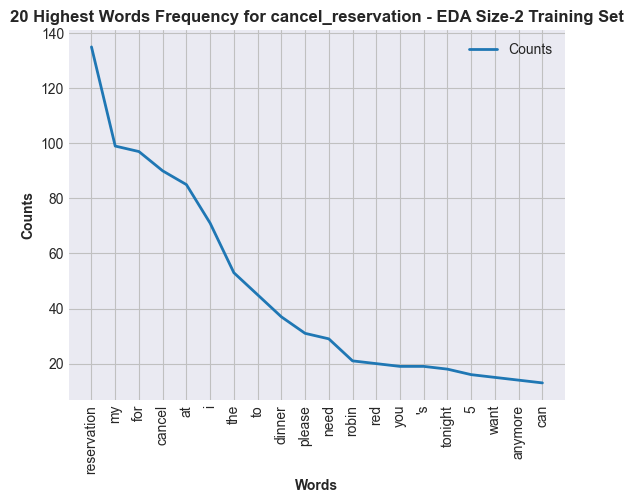 20 Highest Words Frequency for cancel_reservation - EDA Size-2 Training Set
Counts
140
120
100
80
60
40
20
Counts
reservation
my
for
cancel
at
i
the
to
dinner
please
need
robin
red
you
's
tonight
5
want
anymore
can
Words